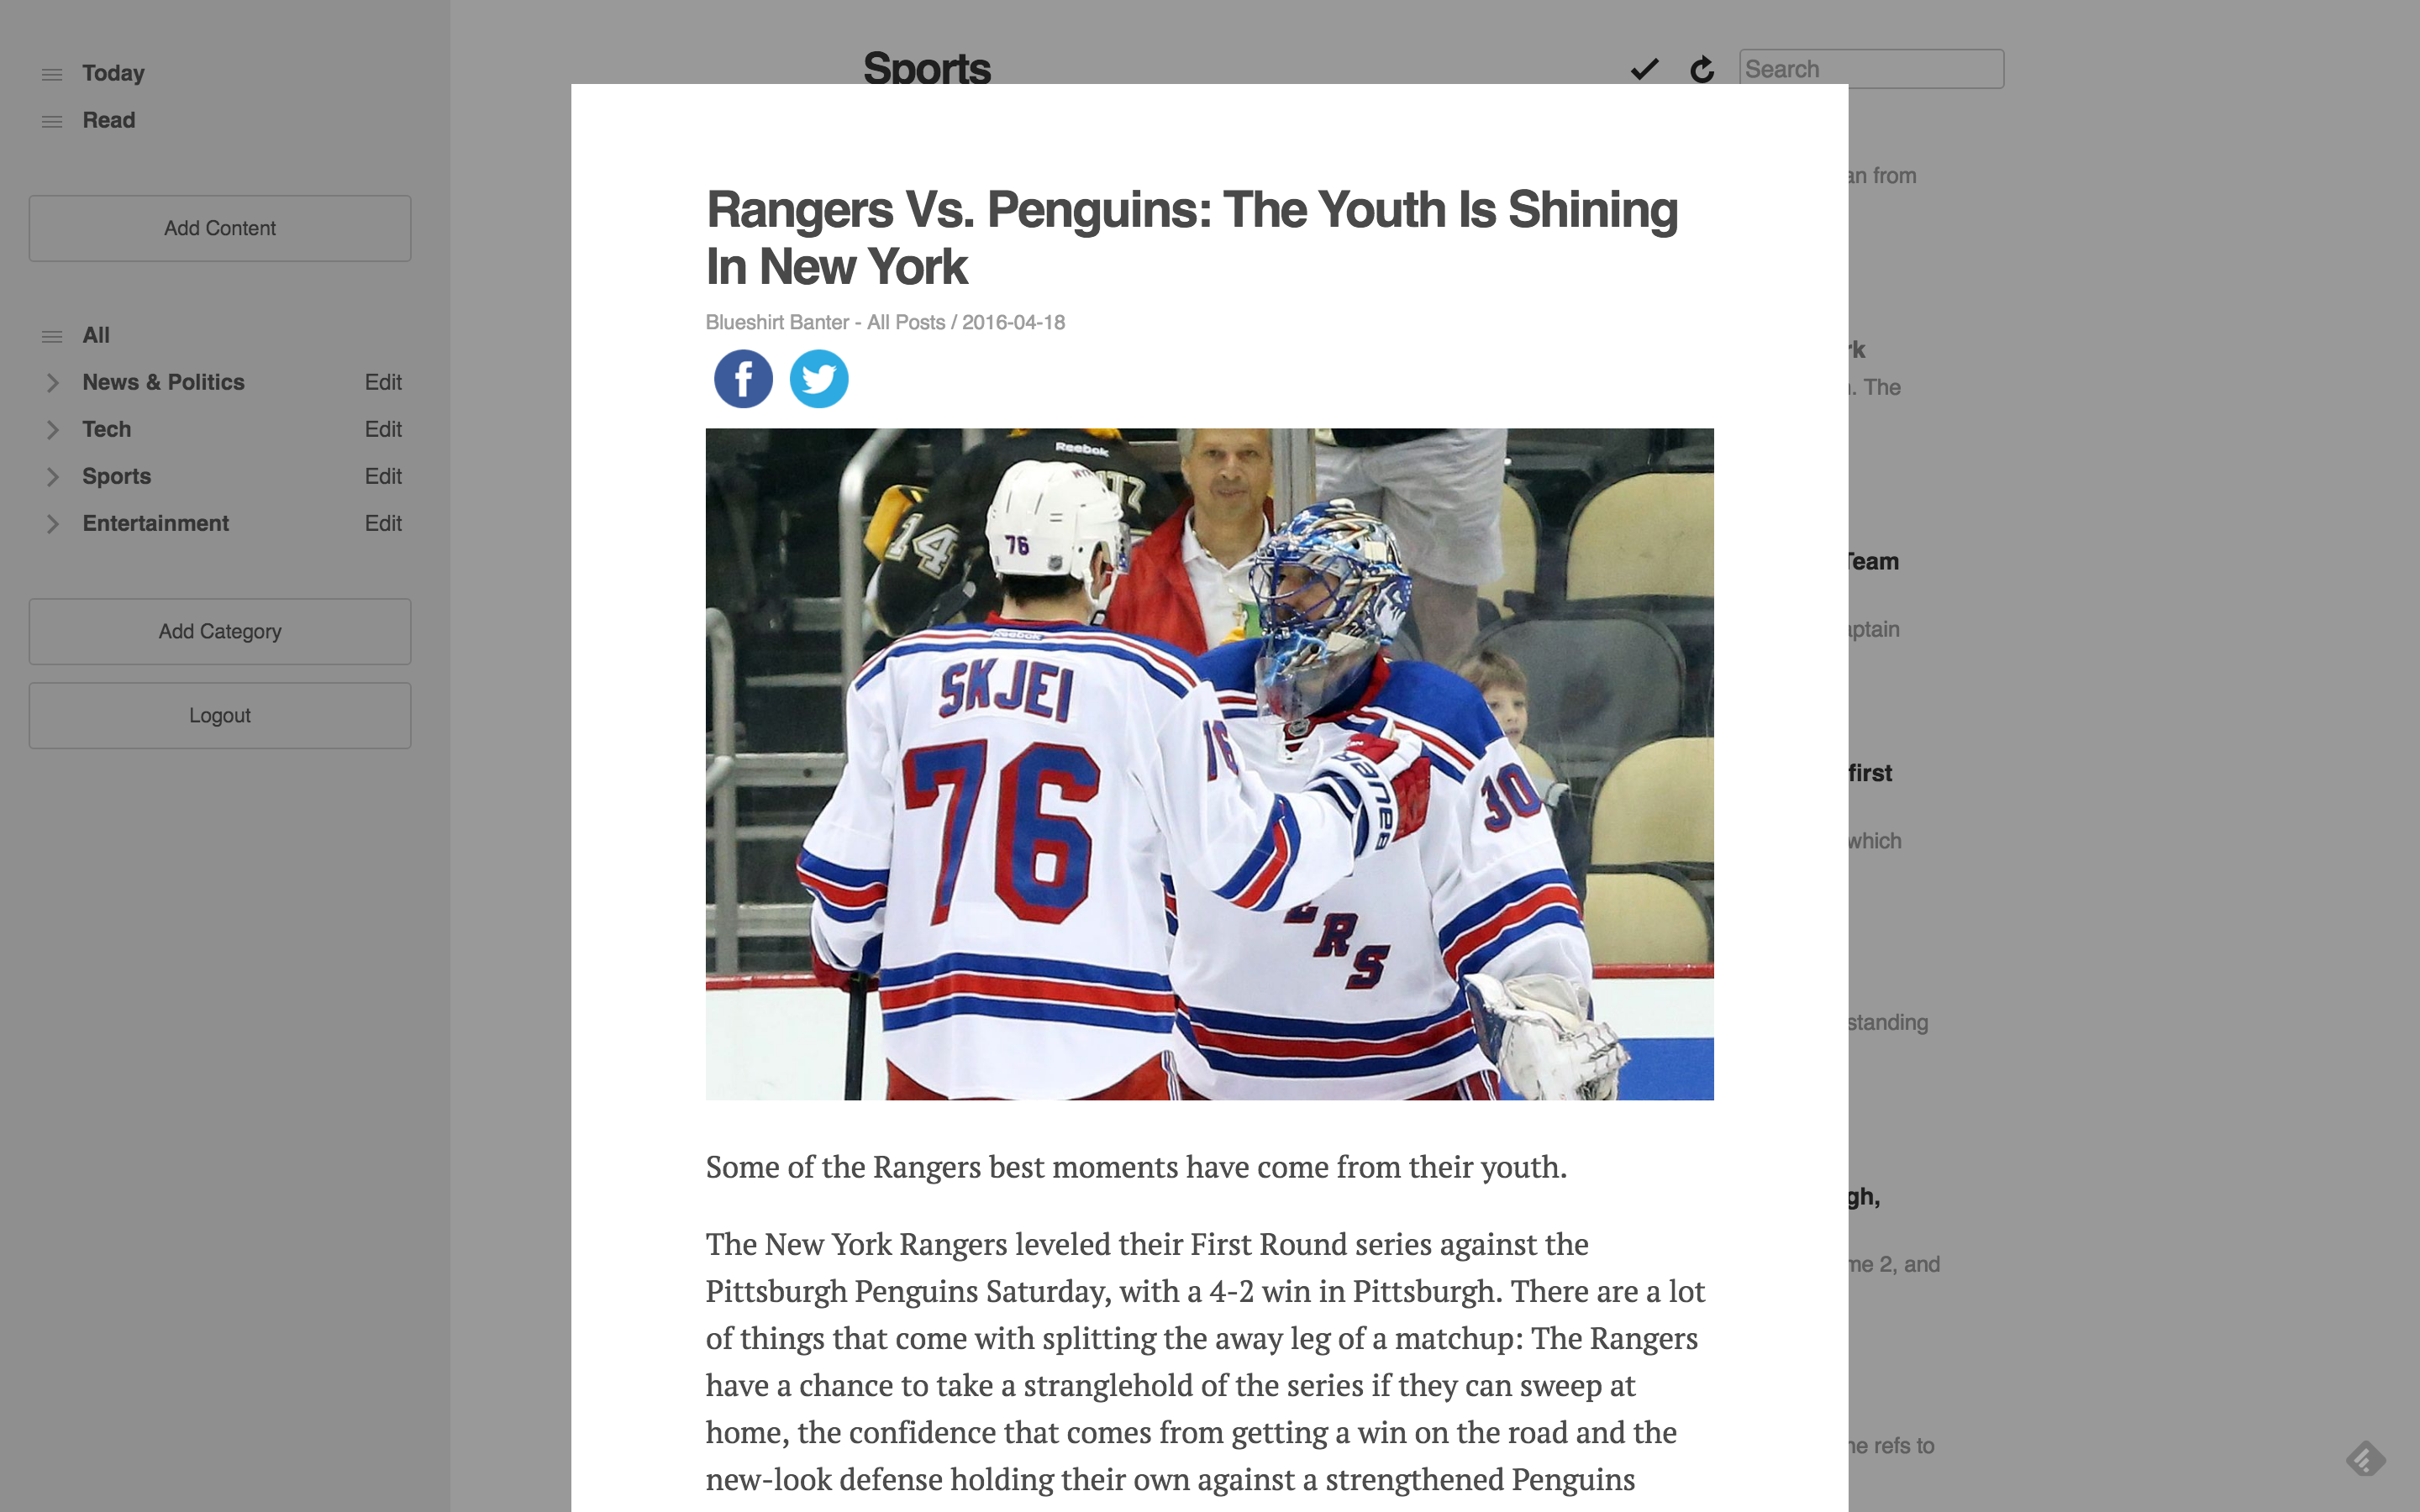 Today
Read
Add Content
All
News & Politics Edit
Tech Edit
Sports Edit
Entertainment Edit
Add Category
Logout
Sports
Search
Rangers Vs. Penguins: The Youth Is Shining
In New York
Blueshirt Banter - All Posts / 2016-04-18
Reebok
14
76
Reebok
SKJEI
76
16
30
ERS
Some of the Rangers best moments have come from their youth.
The New York Rangers leveled their First Round series against the
Pittsburgh Penguins Saturday, with a 4-2 win in Pittsburgh. There are a lot
of things that come with splitting the away leg of a matchup: The Rangers
have a chance to take a stranglehold of the series if they can sweep at
home, the confidence that comes from getting a win on the road and the
new-look defense holding their own against a strengthened Penguins
an from
. The
Team
first
which
standing
gh,
2, and
refs to